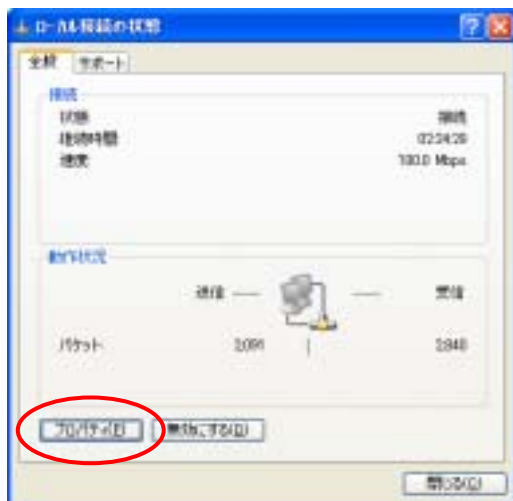 ローカル接続の状態
全般 サポート
接続
状態 接続
継続時間 02:24:29
速度 100.0 Mbps
動作状況
送信 受信
パケット 2,091 2,840
プロパティ(P) 無効にする(D)
閉じる(C)